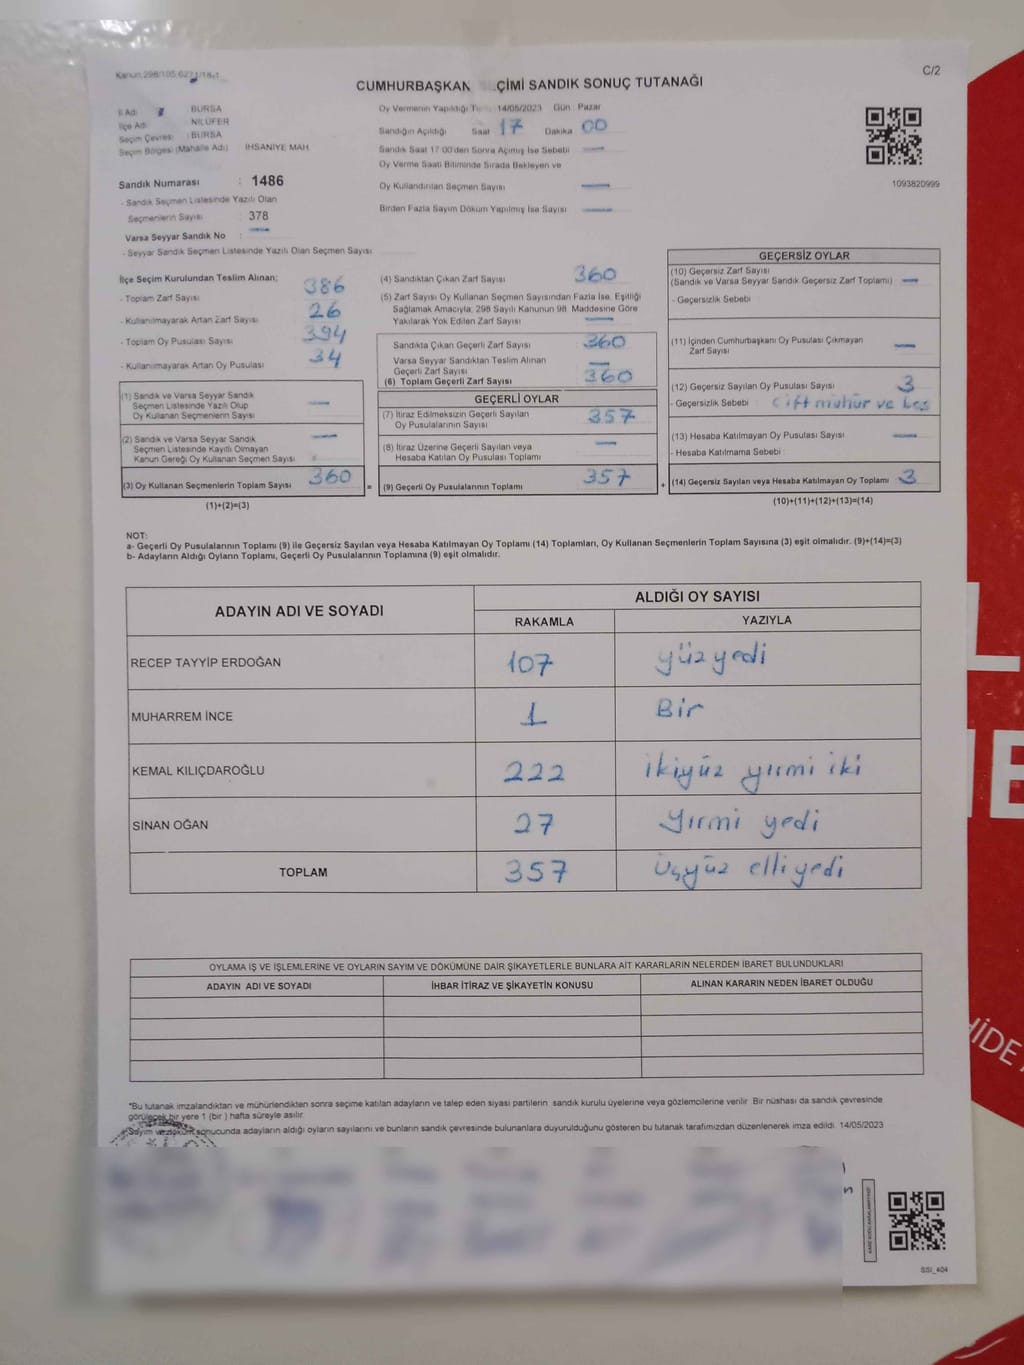 Kanun:298/105
C/2
CUMHURBAŞKAN ÇİMİ SANDIK SONUÇ TUTANAĞI
İl Adı : BURSA
İlçe Adı : NİLÜFER
Seçim Çevresi : BURSA
Seçim Bölgesi (Mahalle Adı) İHSANİYE MAH
Sandık Numarası : 1486
- Sandık Seçmen Listesinde Yazılı Olan
Seçmenlerin Sayısı : 378
Varsa Seyyar Sandık No : —
- Seyyar Sandık Seçmen Listesinde Yazılı Olan Seçmen Sayısı
Oy Vermenin Yapıldığı 14/05/2023 Gün Pazar
Sandığın Açıldığı Saat 17 Dakika 00
Sandık Saat 17:00'den Sonra Açımış İse Sebebi —
Oy Verme Saati Bitiminde Sırada Bekleyen ve
Oy Kullandırılan Seçmen Sayısı —
Birden Fazla Sayım Döküm Yapılmış İse Sayısı —
1093820999
İlçe Seçim Kurulundan Teslim Alınan;
- Toplam Zarf Sayısı 386
- Kullanılmayarak Artan Zarf Sayısı 26
- Toplam Oy Pusulası Sayısı 394
- Kullanılmayarak Artan Oy Pusulası 34
(1) Sandık ve Varsa Seyyar Sandık
Seçmen Listesinde Yazılı Olup
Oy Kullanan Seçmenlerin Sayısı —
(2) Sandık ve Varsa Seyyar Sandık
Seçmen Listesinde Kayıtlı Olmayan
Kanun Gereği Oy Kullanan Seçmen Sayısı —
(3) Oy Kullanan Seçmenlerin Toplam Sayısı 360 =
(1)+(2)=(3)
(4) Sandıktan Çıkan Zarf Sayısı 360
(5) Zarf Sayısı Oy Kullanan Seçmen Sayısından Fazla İse, Eşitliği
Sağlamak Amacıyla, 298 Sayılı Kanunun 98. Maddesine Göre
Yakılarak Yok Edilen Zarf Sayısı —
Sandıkta Çıkan Geçerli Zarf Sayısı 360
Varsa Seyyar Sandıktan Teslim Alınan
Geçerli Zarf Sayısı —
(6) Toplam Geçerli Zarf Sayısı 360
GEÇERLİ OYLAR
(7) İtiraz Edilmeksizin Geçerli Sayılan
Oy Pusulalarının Sayısı 357
(8) İtiraz Üzerine Geçerli Sayılan veya
Hesaba Katılan Oy Pusulası Toplamı —
(9) Geçerli Oy Pusulalarının Toplamı 357 +
GEÇERSİZ OYLAR
(10) Geçersiz Zarf Sayısı
(Sandık ve Varsa Seyyar Sandık Geçersiz Zarf Toplamı) —
- Geçersizlik Sebebi
(11) İçinden Cumhurbaşkanı Oy Pusulası Çıkmayan
Zarf Sayısı —
(12) Geçersiz Sayılan Oy Pusulası Sayısı 3
- Geçersizlik Sebebi : Çift mühür ve boş
(13) Hesaba Katılmayan Oy Pusulası Sayısı —
- Hesaba Katılmama Sebebi
(14) Geçersiz Sayılan veya Hesaba Katılmayan Oy Toplamı 3
(10)+(11)+(12)+(13)=(14)
NOT:
a- Geçerli Oy Pusulalarının Toplamı (9) ile Geçersiz Sayılan veya Hesaba Katılmayan Oy Toplamı (14) Toplamları, Oy Kullanan Seçmenlerin Toplam Sayısına (3) eşit olmalıdır. (9)+(14)=(3)
b- Adayların Aldığı Oyların Toplamı, Geçerli Oy Pusulalarının Toplamına (9) eşit olmalıdır.
ADAYIN ADI VE SOYADI
ALDIĞI OY SAYISI
RAKAMLA YAZIYLA
RECEP TAYYİP ERDOĞAN 107 yüzyedi
MUHARREM İNCE 1 Bir
KEMAL KILIÇDAROĞLU 222 ikiyüz yirmi iki
SİNAN OĞAN 27 Yirmi yedi
TOPLAM 357 Üçyüz elliyedi
OYLAMA İŞ VE İŞLEMLERİNE VE OYLARIN SAYIM VE DÖKÜMÜNE DAİR ŞİKAYETLERLE BUNLARA AİT KARARLARIN NELERDEN İBARET BULUNDUKLARI
ADAYIN ADI VE SOYADI İHBAR İTİRAZ VE ŞİKAYETİN KONUSU ALINAN KARARIN NEDEN İBARET OLDUĞU
*Bu tutanak imzalandıktan ve mühürlendikten sonra seçime katılan adayların ve talep eden siyasi partilerin sandık kurulu üyelerine veya gözlemcilerine verilir. Bir nüshası da sandık çevresinde
görülecek bir yere 1 (bir ) hafta süreyle asılır.
Sayım ve döküm sonucunda adayların aldığı oyların sayılarını ve bunların sandık çevresinde bulunanlara duyurulduğunu gösteren bu tutanak tarafımızdan düzenlenerek imza edildi. 14/05/2023
SSI_404
HİDE